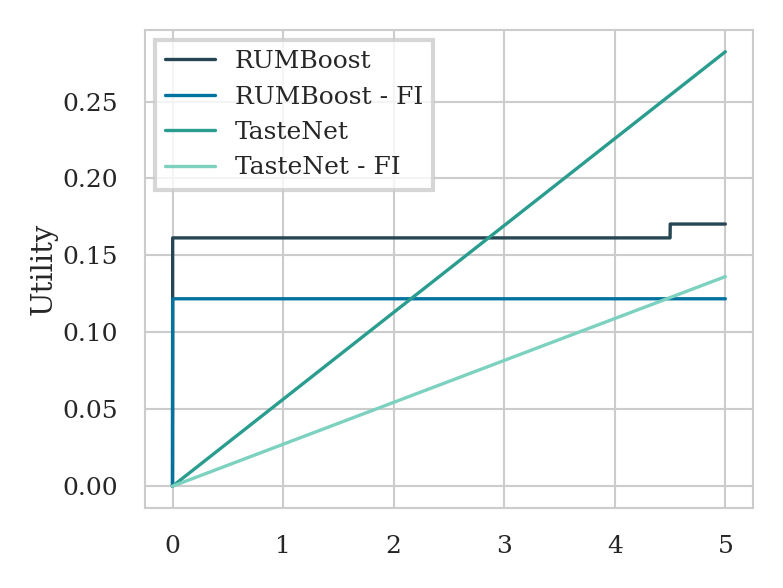 RUMBoost
RUMBoost - FI
TasteNet
TasteNet - FI
Utility
0.25
0.20
0.15
0.10
0.05
0.00
0 1 2 3 4 5